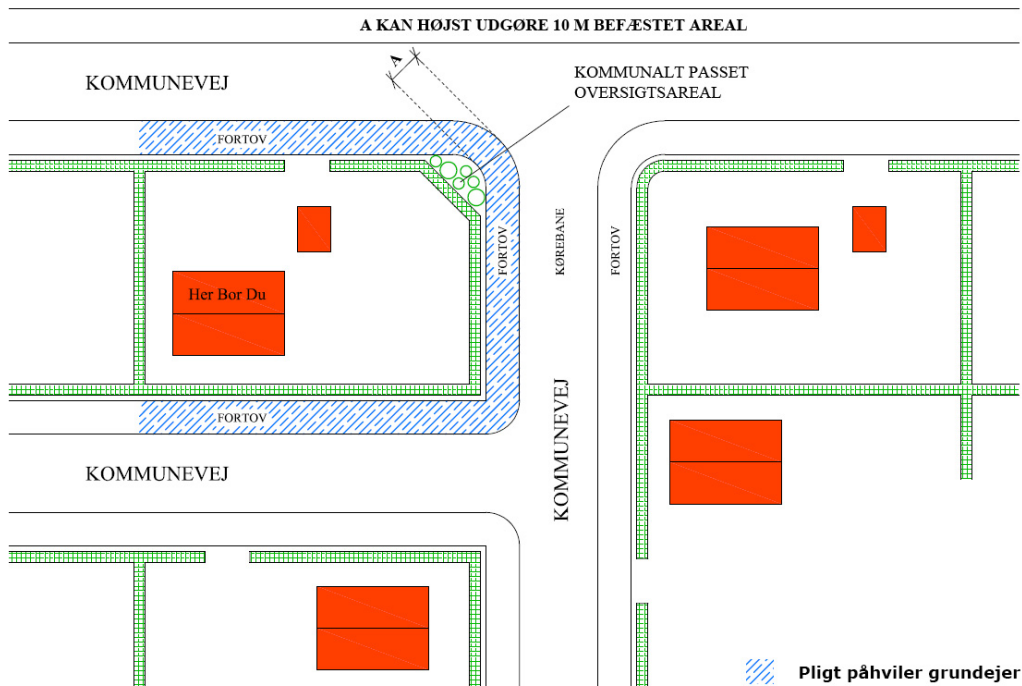 A KAN HØJST UDGØRE 10 M BEFÆSTET AREAL
A
KOMMUNEVEJ
KOMMUNALT PASSET
OVERSIGTSAREAL
FORTOV
FORTOV
KØREBANE
FORTOV
Her Bor Du
FORTOV
KOMMUNEVEJ
KOMMUNEVEJ
Pligt påhviler grundejer